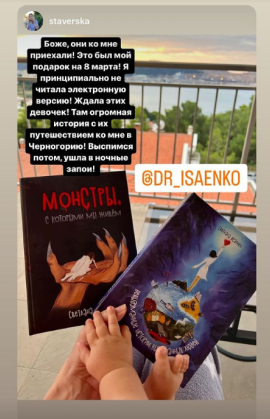 staverska
Боже, они ко мне
приехали! Это был мой
подарок на 8 марта! Я
принципиально не
читала электронную
версию! Ждала этих
девочек! Там огромная
история с их
путешествием ко мне в
Черногорию! Выспимся
потом, ушла в ночные
запои!
@DR_ISAENKO
МОНСТРЫ,
С КОТОРЫМИ МЫ ЖИВЁМ